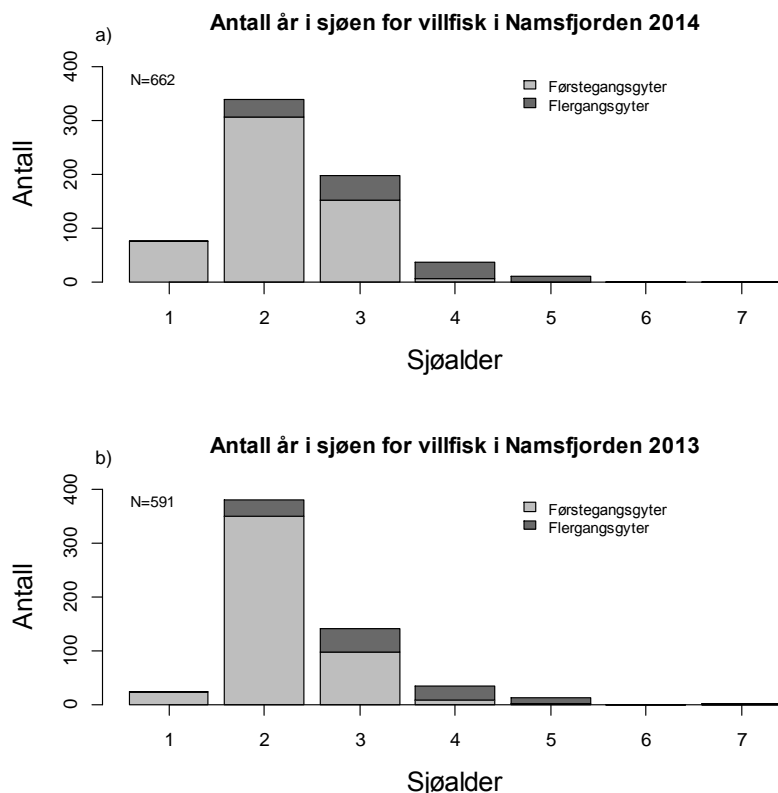 a)
Antall år i sjøen for villfisk i Namsfjorden 2014
N=662
Førstegangsgyter
Flergangsgyter
Antall
400
300
200
100
0
1 2 3 4 5 6 7
Sjøalder
b)
Antall år i sjøen for villfisk i Namsfjorden 2013
N=591
Førstegangsgyter
Flergangsgyter
Antall
400
300
200
100
0
1 2 3 4 5 6 7
Sjøalder